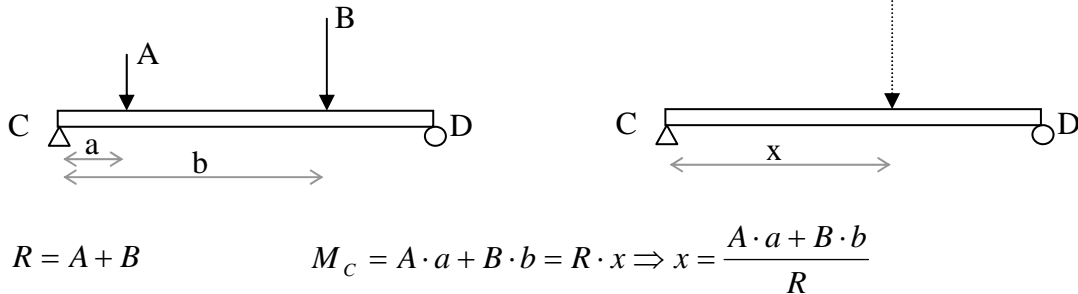 B
A
C D C D
a x
b
R = A + B M_C = A · a + B · b = R · x ⇒ x = (A · a + B · b) / R